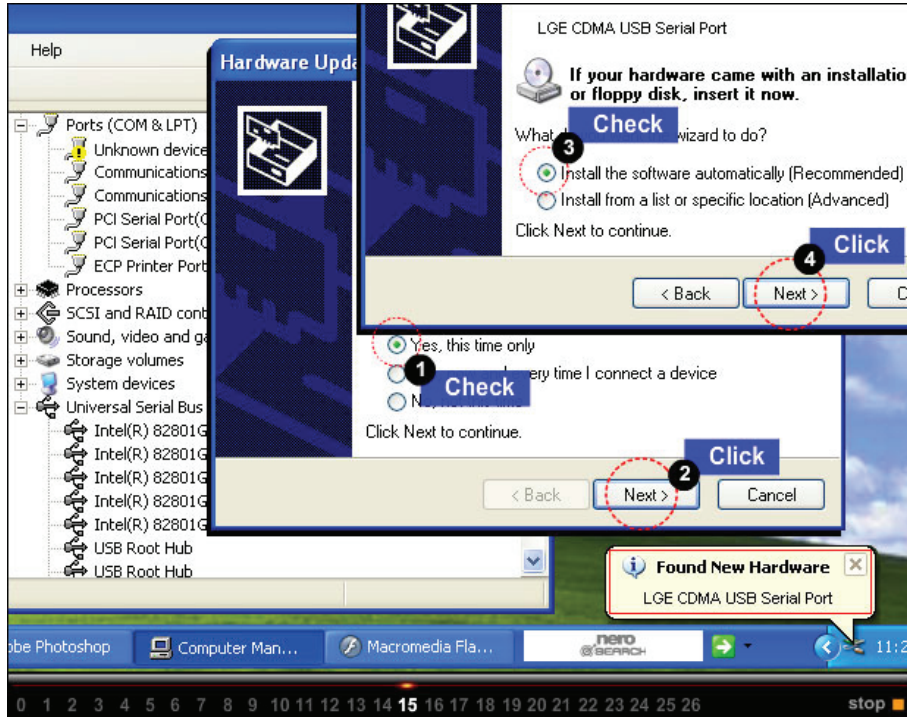 Help
Ports (COM & LPT)
Unknown device
Communications
Communications
PCI Serial Port(
PCI Serial Port(
ECP Printer Port
Processors
SCSI and RAID cont
Sound, video and ga
Storage volumes
System devices
Universal Serial Bus
Intel(R) 82801G
Intel(R) 82801G
Intel(R) 82801G
Intel(R) 82801G
Intel(R) 82801G
USB Root Hub
USB Root Hub
Hardware Upda
LGE CDMA USB Serial Port
If your hardware came with an installatio
or floppy disk, insert it now.
What wizard to do?
Check
3
Install the software automatically (Recommended)
Install from a list or specific location (Advanced)
Click Next to continue.
4
Click
< Back
Next >
C
Yes, this time only
1
Check
ery time I connect a device
Click Next to continue.
2
Click
< Back
Next >
Cancel
Found New Hardware
LGE CDMA USB Serial Port
obe Photoshop
Computer Man...
Macromedia Fla...
nero
SEARCH
11:2
0 1 2 3 4 5 6 7 8 9 10 11 12 13 14 15 16 17 18 19 20 21 22 23 24 25 26
stop